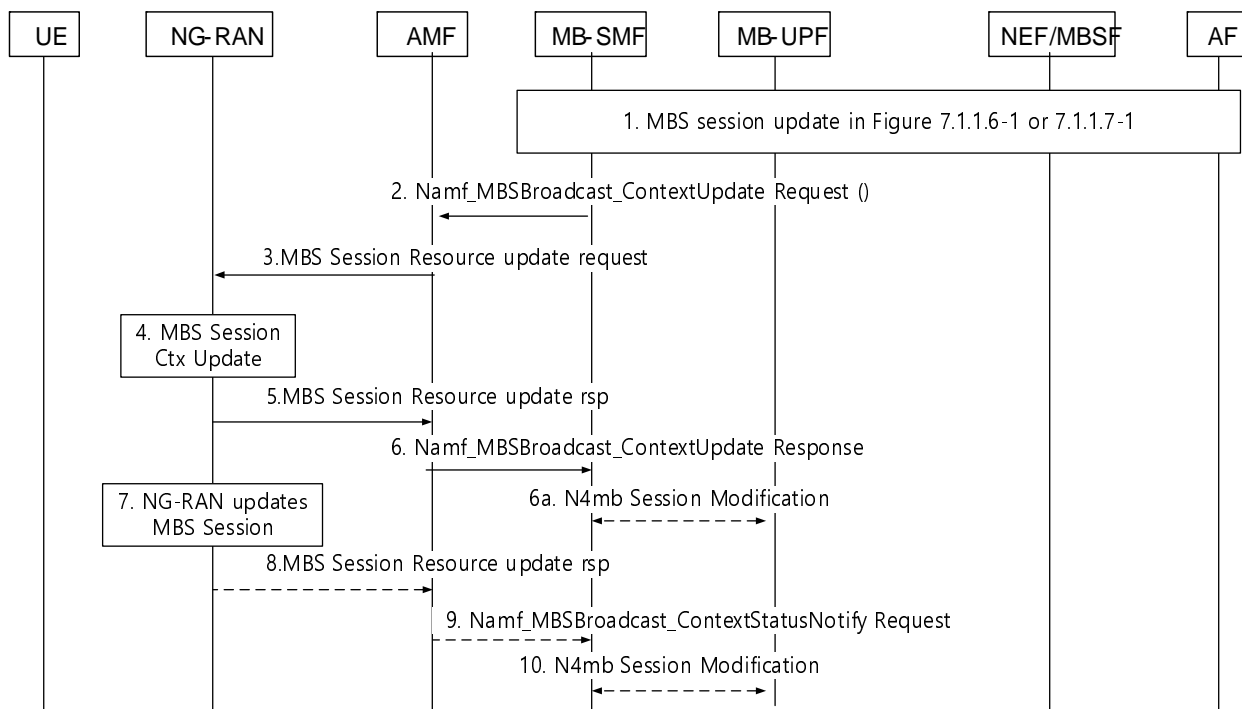 UE NG-RAN AMF MB-SMF MB-UPF NEF/MBSF AF
1. MBS session update in Figure 7.1.1.6-1 or 7.1.1.7-1
2. Namf_MBSBroadcast_ContextUpdate Request ()
3.MBS Session Resource update request
4. MBS Session
Ctx Update
5.MBS Session Resource update rsp
6. Namf_MBSBroadcast_ContextUpdate Response
7. NG-RAN updates
MBS Session
6a. N4mb Session Modification
8.MBS Session Resource update rsp
9. Namf_MBSBroadcast_ContextStatusNotify Request
10. N4mb Session Modification